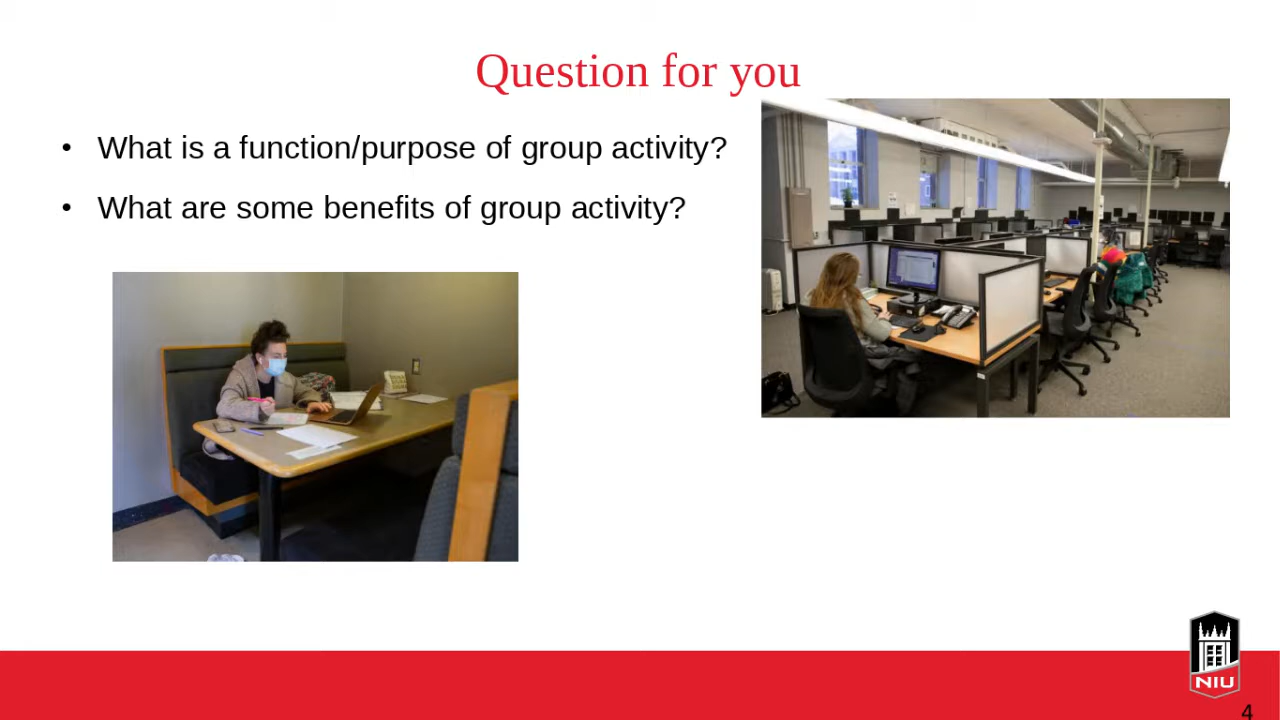 Question for you
• What is a function/purpose of group activity?
• What are some benefits of group activity?
NIU
4